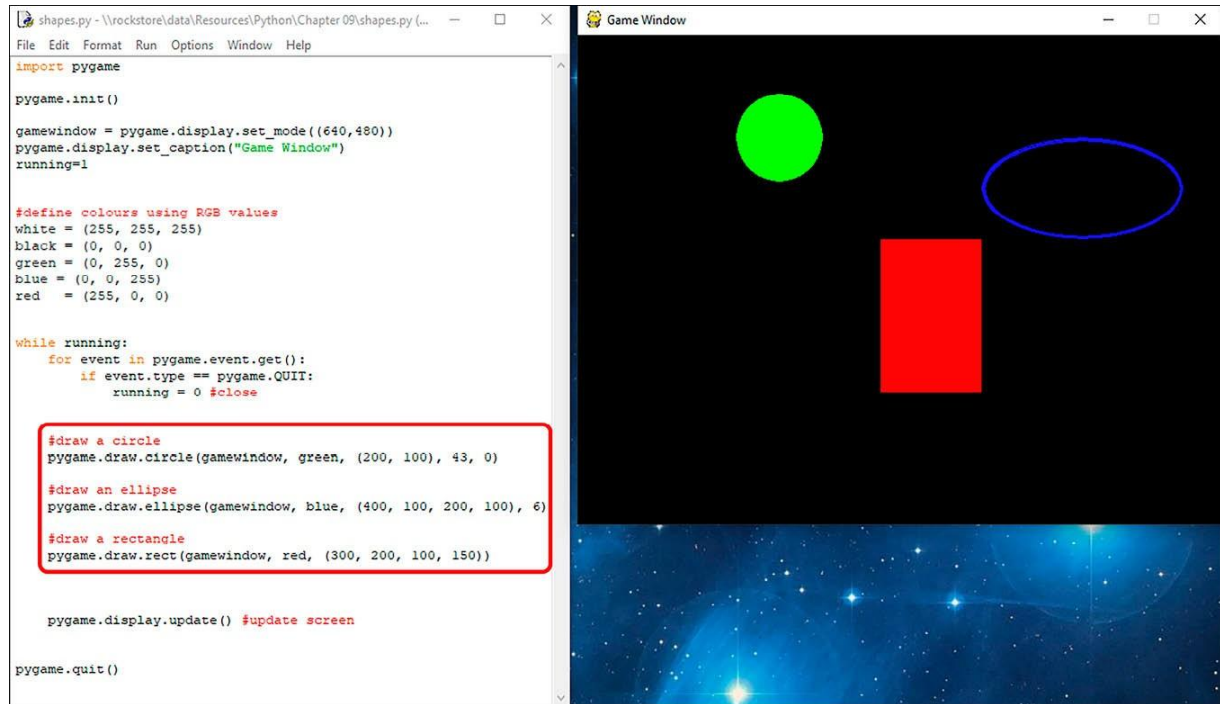 shapes.py - \\rockstore\data\Resources\Python\Chapter 09\shapes.py (...
File Edit Format Run Options Window Help
import pygame
pygame.init()
gamewindow = pygame.display.set_mode((640,480))
pygame.display.set_caption("Game Window")
running=1
#define colours using RGB values
white = (255, 255, 255)
black = (0, 0, 0)
green = (0, 255, 0)
blue = (0, 0, 255)
red   = (255, 0, 0)
while running:
    for event in pygame.event.get():
        if event.type == pygame.QUIT:
            running = 0 #close
    #draw a circle
    pygame.draw.circle(gamewindow, green, (200, 100), 43, 0)
    #draw an ellipse
    pygame.draw.ellipse(gamewindow, blue, (400, 100, 200, 100), 6)
    #draw a rectangle
    pygame.draw.rect(gamewindow, red, (300, 200, 100, 150))
    pygame.display.update() #update screen
pygame.quit()
Game Window